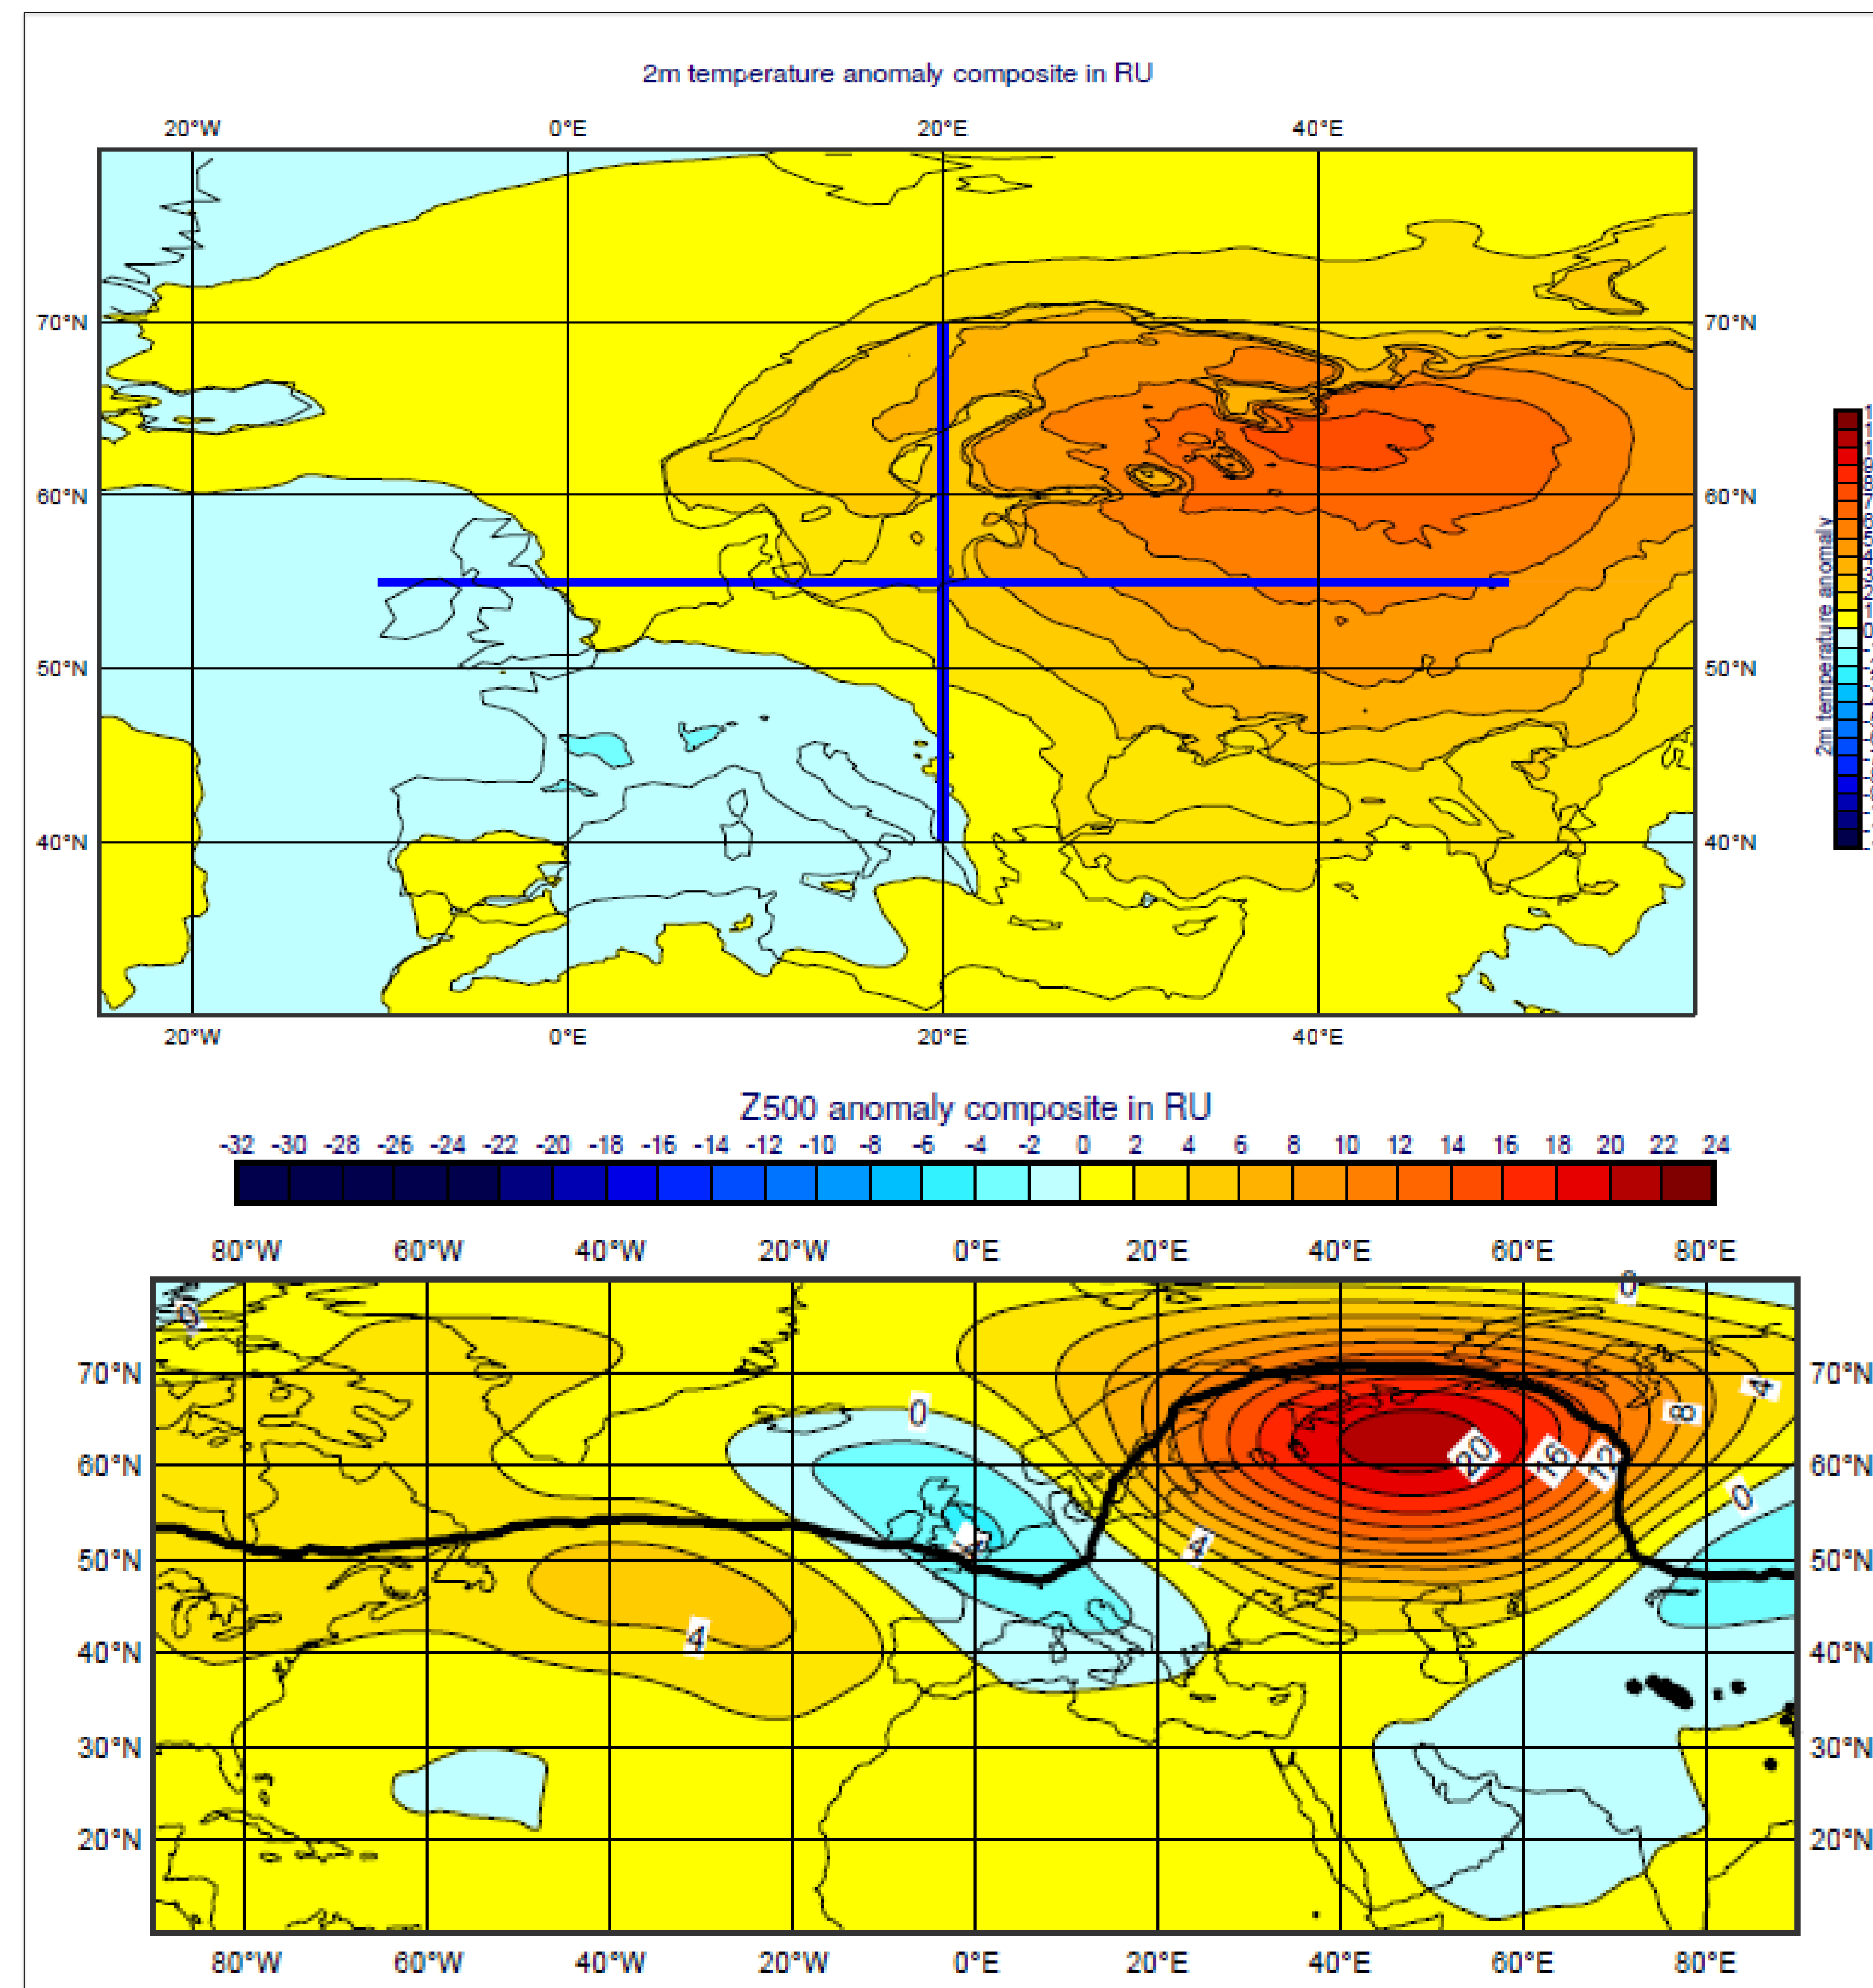 2m temperature anomaly composite in RU
20°W 0°E 20°E 40°E
70°N 70°N
60°N 60°N
50°N 50°N
40°N 40°N
20°W 0°E 20°E 40°E
2m temperature anomaly
Z500 anomaly composite in RU
-32 -30 -28 -26 -24 -22 -20 -18 -16 -14 -12 -10 -8 -6 -4 -2 0 2 4 6 8 10 12 14 16 18 20 22 24
80°W 60°W 40°W 20°W 0°E 20°E 40°E 60°E 80°E
0 0
70°N 4 70°N
0 8
60°N 20 16 12 60°N
0
50°N 4 50°N
4
40°N 40°N
30°N 30°N
20°N 20°N
80°W 60°W 40°W 20°W 0°E 20°E 40°E 60°E 80°E